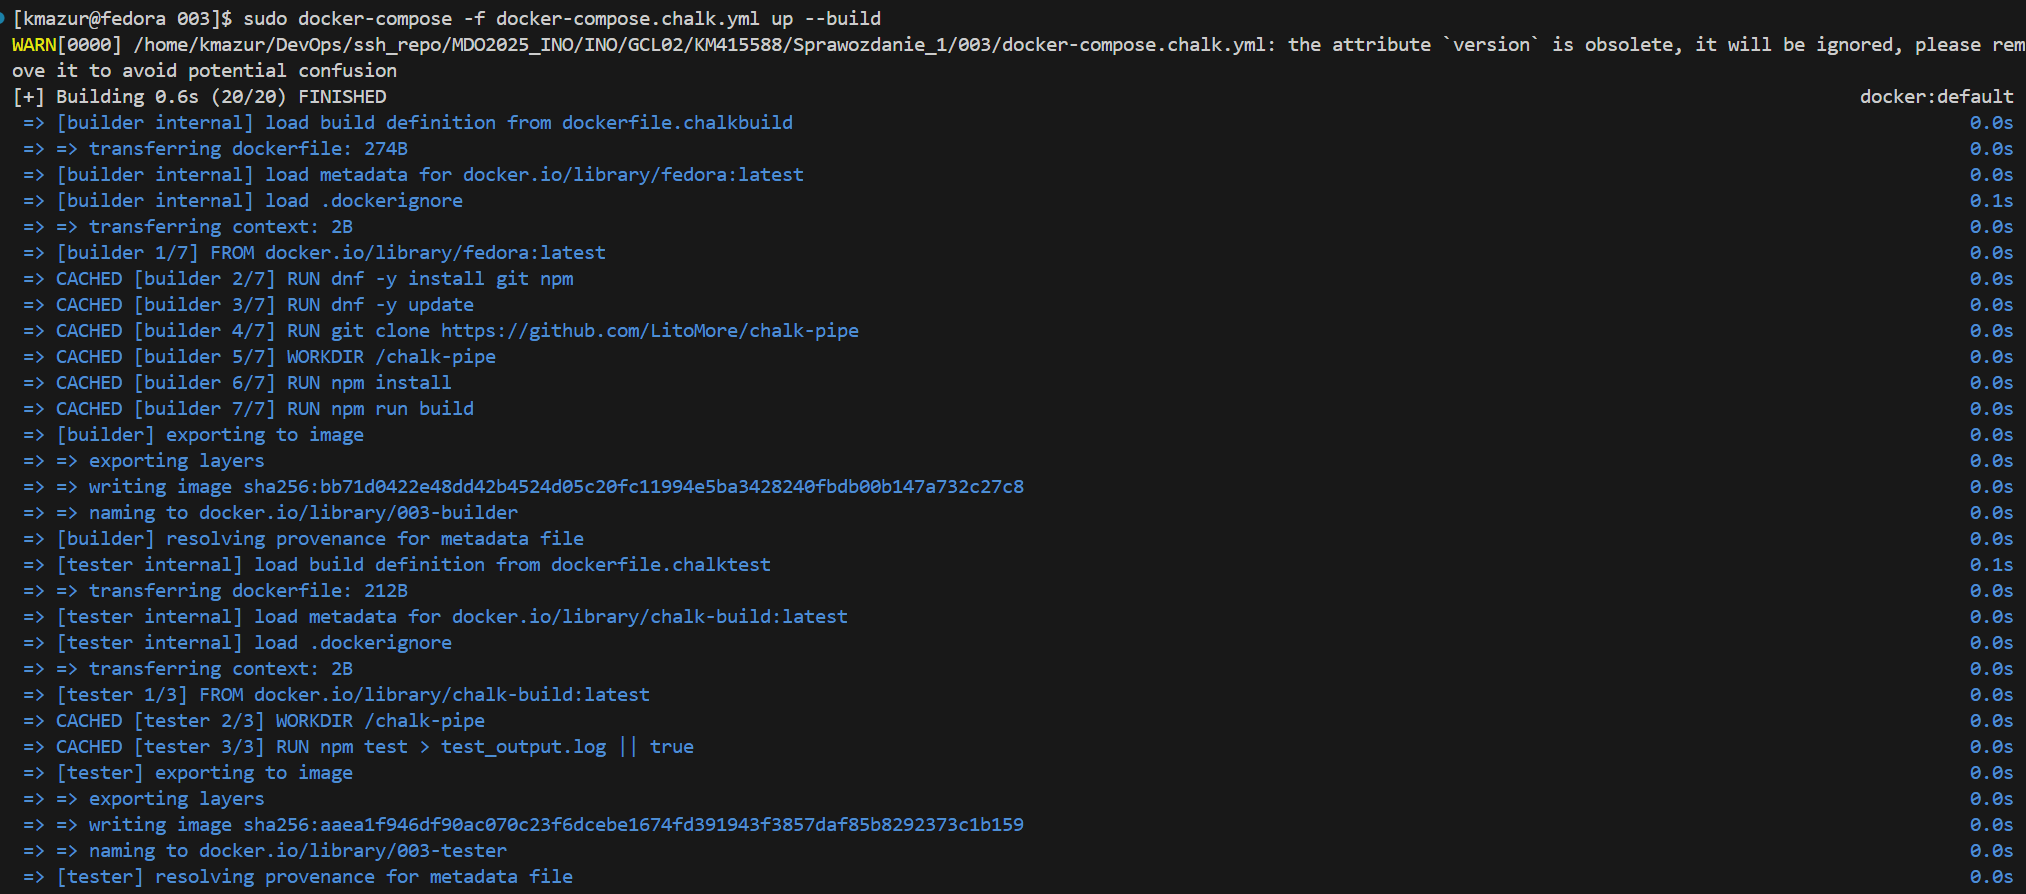 [kmazur@fedora 003]$ sudo docker-compose -f docker-compose.chalk.yml up --build
WARN[0000] /home/kmazur/DevOps/ssh_repo/MDO2025_INO/INO/GCL02/KM415588/Sprawozdanie_1/003/docker-compose.chalk.yml: the attribute `version` is obsolete, it will be ignored, please rem
ove it to avoid potential confusion
[+] Building 0.6s (20/20) FINISHED docker:default
=> [builder internal] load build definition from dockerfile.chalkbuild 0.0s
=> => transferring dockerfile: 274B 0.0s
=> [builder internal] load metadata for docker.io/library/fedora:latest 0.0s
=> [builder internal] load .dockerignore 0.1s
=> => transferring context: 2B 0.0s
=> [builder 1/7] FROM docker.io/library/fedora:latest 0.0s
=> CACHED [builder 2/7] RUN dnf -y install git npm 0.0s
=> CACHED [builder 3/7] RUN dnf -y update 0.0s
=> CACHED [builder 4/7] RUN git clone https://github.com/LitoMore/chalk-pipe 0.0s
=> CACHED [builder 5/7] WORKDIR /chalk-pipe 0.0s
=> CACHED [builder 6/7] RUN npm install 0.0s
=> CACHED [builder 7/7] RUN npm run build 0.0s
=> [builder] exporting to image 0.0s
=> => exporting layers 0.0s
=> => writing image sha256:bb71d0422e48dd42b4524d05c20fc11994e5ba3428240fbdb00b147a732c27c8 0.0s
=> => naming to docker.io/library/003-builder 0.0s
=> [builder] resolving provenance for metadata file 0.0s
=> [tester internal] load build definition from dockerfile.chalktest 0.1s
=> => transferring dockerfile: 212B 0.0s
=> [tester internal] load metadata for docker.io/library/chalk-build:latest 0.0s
=> [tester internal] load .dockerignore 0.0s
=> => transferring context: 2B 0.0s
=> [tester 1/3] FROM docker.io/library/chalk-build:latest 0.0s
=> CACHED [tester 2/3] WORKDIR /chalk-pipe 0.0s
=> CACHED [tester 3/3] RUN npm test > test_output.log || true 0.0s
=> [tester] exporting to image 0.0s
=> => exporting layers 0.0s
=> => writing image sha256:aaea1f946df90ac070c23f6dcebe1674fd391943f3857daf85b8292373c1b159 0.0s
=> => naming to docker.io/library/003-tester 0.0s
=> [tester] resolving provenance for metadata file 0.0s